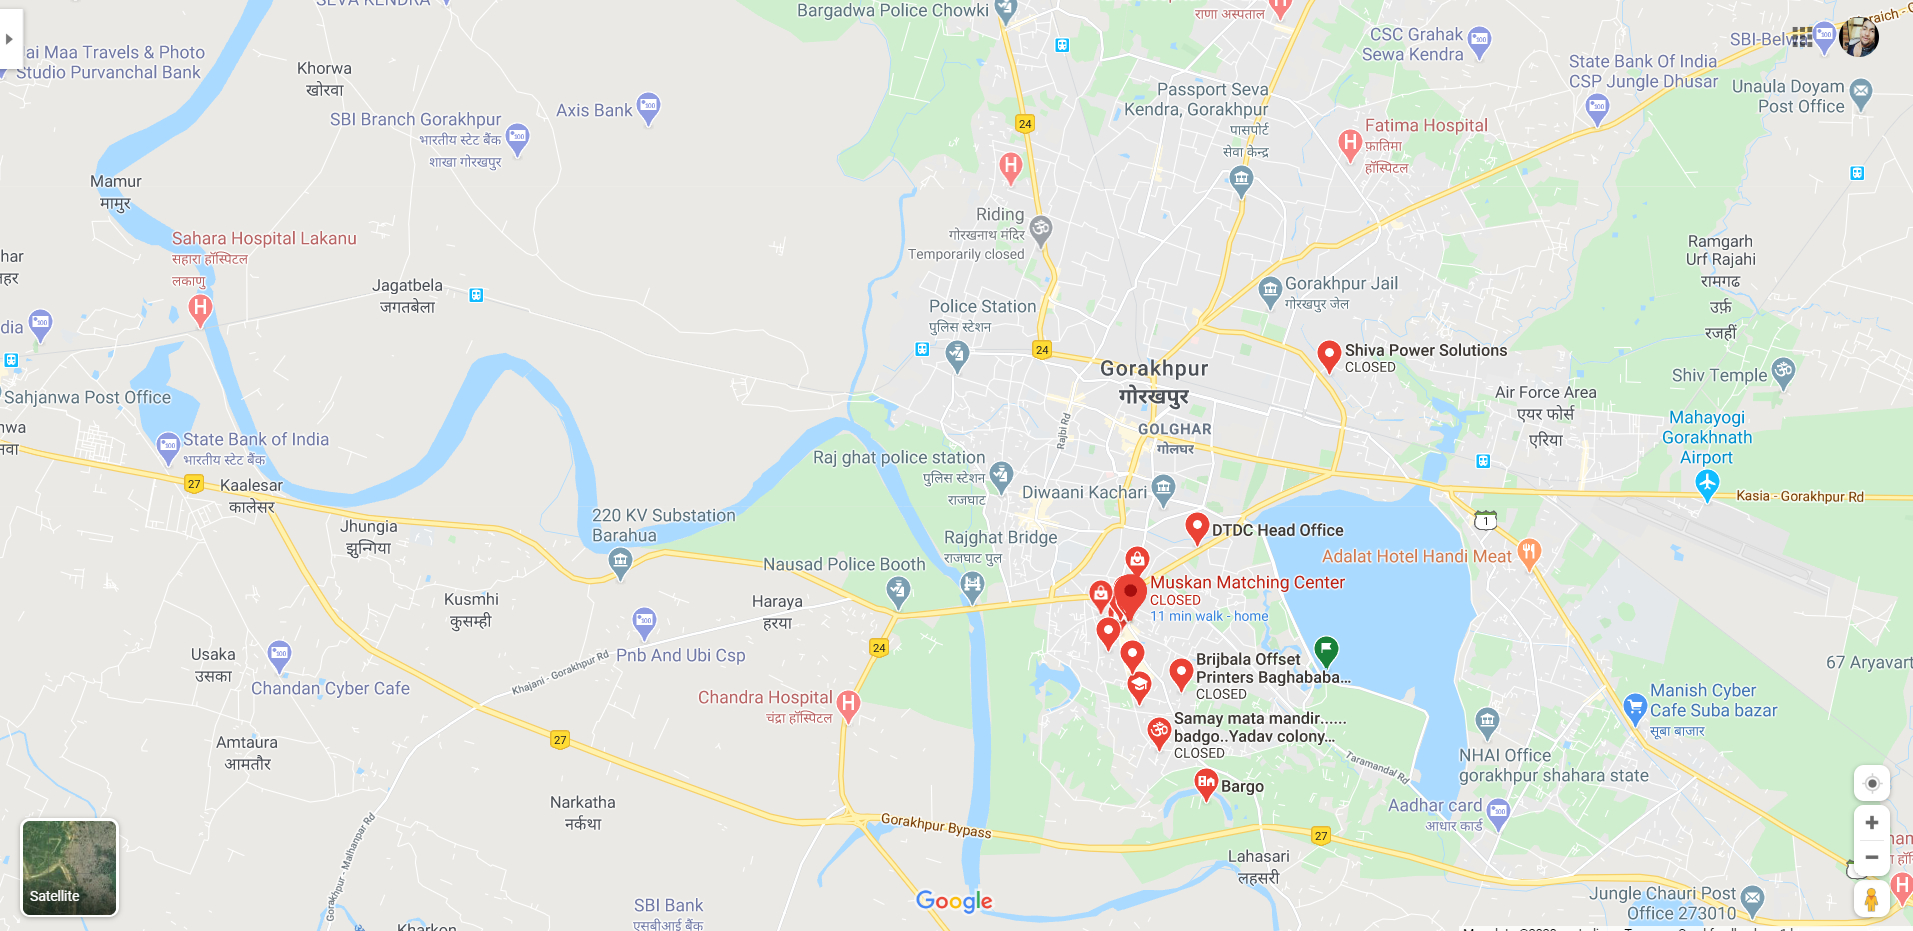 SEVA KENDRA
Bargadwa Police Chowki
राणा अस्पताल
CSC Grahak
Sewa Kendra
SBI-Belwa
raich -
ai Maa Travels & Photo
Studio Purvanchal Bank
Khorwa
खोरवा
SBI Branch Gorakhpur
भारतीय स्टेट बैंक
शाखा गोरखपुर
Axis Bank
Passport Seva
Kendra, Gorakhpur
पासपोर्ट
सेवा केन्द्र
State Bank Of India
CSP Jungle Dhusar
Unaula Doyam
Post Office
24
Fatima Hospital
फ़ातिमा
हॉस्पिटल
Mamur
मामुर
Riding
गोरखनाथ मंदिर
Temporarily closed
Sahara Hospital Lakanu
सहारा हॉस्पिटल
लकाणु
har
हर
Ramgarh
Urf Rajahi
रामगढ
उर्फ़
रजहीं
Jagatbela
जगतबेला
Gorakhpur Jail
गोरखपुर जेल
Police Station
पुलिस स्टेशन
dia
24
Gorakhpur
गोरखपुर
Shiva Power Solutions
CLOSED
Shiv Temple
Sahjanwa Post Office
Air Force Area
एयर फोर्स
एरिया
Mahayogi
Gorakhnath
Airport
Rajbi Rd
GOLGHAR
गोलघर
nwa
नवा
State Bank of India
भारतीय स्टेट बैंक
Raj ghat police station
पुलिस स्टेशन
राजघाट
Diwaani Kachari
27
Kaalesar
कालेसर
Kasia - Gorakhpur Rd
Jhungia
झुन्गिया
220 KV Substation
Barahua
1
DTDC Head Office
Rajghat Bridge
राजघाट पुल
Adalat Hotel Handi Meat
Nausad Police Booth
Muskan Matching Center
CLOSED
11 min walk - home
Kusmhi
कुसम्ही
Haraya
हरया
24
Usaka
उसका
Pnb And Ubi Csp
Khajani - Gorakhpur Rd
Brijbala Offset
Printers Baghababa...
CLOSED
67 Aryavart
Chandan Cyber Cafe
Chandra Hospital
चंद्रा हॉस्पिटल
Manish Cyber
Cafe Suba bazar
सूबा बाजार
Samay mata mandir......
badgo..Yadav colony...
CLOSED
27
Amtaura
आमतौर
NHAI Office
gorakhpur shahara state
Taramandal Rd
Bargo
Narkatha
नर्कथा
Aadhar card
आधार कार्ड
Gorakhpur Bypass
27
Gorakhpur - Malhanpar Rd
Lahasari
लहसरी
Satellite
Google
SBI Bank
एसबीआई बैंक
Jungle Chauri Post
Office 273010
Kharkon